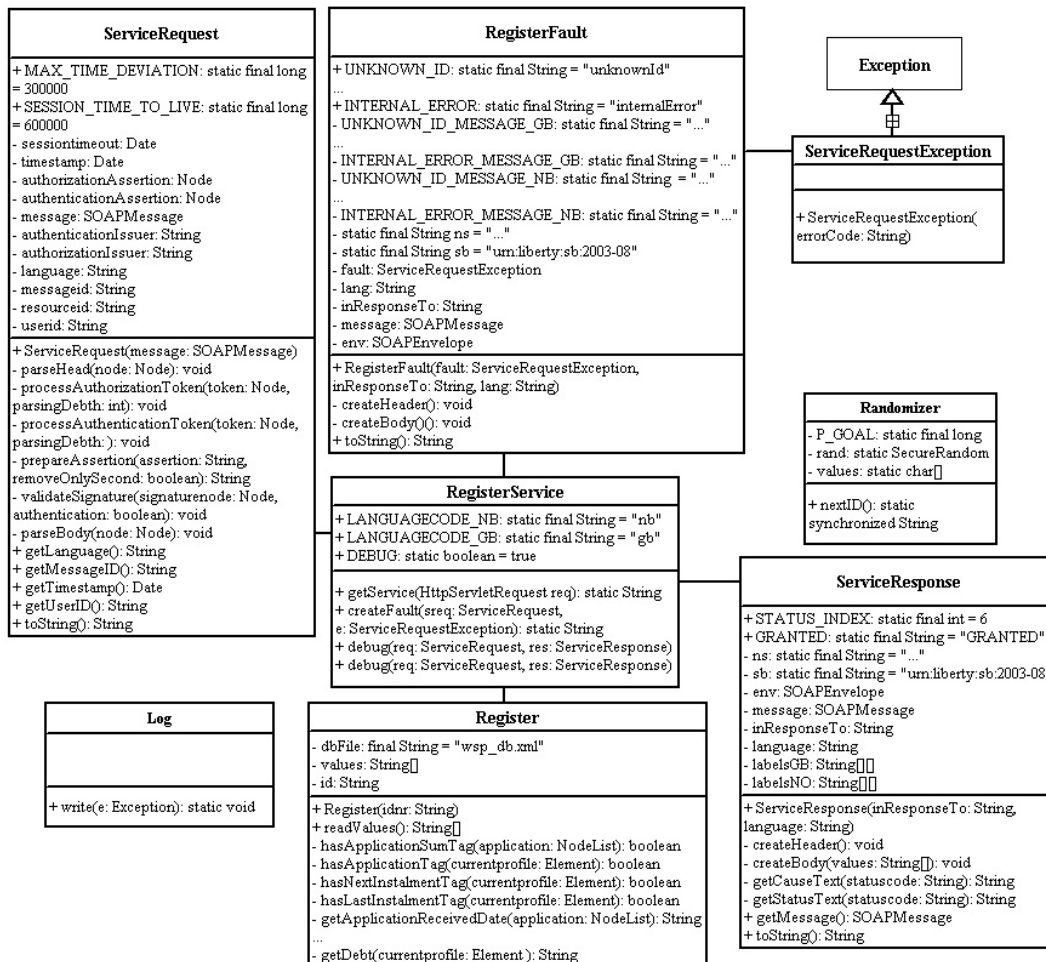 ServiceRequest
+ MAX_TIME_DEVIATION: static final long
= 300000
+ SESSION_TIME_TO_LIVE: static final long
= 600000
- sessiontimeout: Date
- timestamp: Date
- authorizationAssertion: Node
- authenticationAssertion: Node
- message: SOAPMessage
- authenticationIssuer: String
- authorizationIssuer: String
- language: String
- messageid: String
- resourceid: String
- userid: String
+ ServiceRequest(message: SOAPMessage)
- parseHead(node: Node): void
- processAuthorizationToken(token: Node,
parsingDebth: int): void
- processAuthenticationToken(token: Node,
parsingDebth: ): void
- prepareAssertion(assertion: String,
removeOnlySecond: boolean): String
- validateSignature(signaturenode: Node,
authentication: boolean): void
- parseBody(node: Node): void
+ getLanguage(): String
+ getMessageID(): String
+ getTimestamp(): Date
+ getUserID(): String
+ toString(): String
RegisterFault
+ UNKNOWN_ID: static final String = "unknownId"
...
+ INTERNAL_ERROR: static final String = "internalError"
- UNKNOWN_ID_MESSAGE_GB: static final String = "..."
...
- INTERNAL_ERROR_MESSAGE_GB: static final String = "..."
- UNKNOWN_ID_MESSAGE_NB: static final String = "..."
...
- INTERNAL_ERROR_MESSAGE_NB: static final String = "..."
- static final String ns = "..."
- static final String sb = "urn:liberty:sb:2003-08"
- fault: ServiceRequestException
- lang: String
- inResponseTo: String
- message: SOAPMessage
- env: SOAPEnvelope
+ RegisterFault(fault: ServiceRequestException,
inResponseTo: String, lang: String)
- createHeader(): void
- createBody()(): void
+ toString(): String
Exception
ServiceRequestException
+ ServiceRequestException(
errorCode: String)
Randomizer
- P_GOAL: static final long
- rand: static SecureRandom
- values: static char[]
+ nextID(): static
synchronized String
RegisterService
+ LANGUAGECODE_NB: static final String = "nb"
+ LANGUAGECODE_GB: static final String = "gb"
+ DEBUG: static boolean = true
+ getService(HttpServletRequest req): static String
+ createFault(sreq: ServiceRequest,
e: ServiceRequestException): static String
+ debug(req: ServiceRequest, res: ServiceResponse)
+ debug(req: ServiceRequest, res: ServiceResponse)
ServiceResponse
+ STATUS_INDEX: static final int = 6
+ GRANTED: static final String = "GRANTED"
- ns: static final String = "..."
- sb: static final String = "urn:liberty:sb:2003-08
- env: SOAPEnvelope
- message: SOAPMessage
- inResponseTo: String
- language: String
- labelsGB: String[][]
- labelsNO: String[][]
+ ServiceResponse(inResponseTo: String,
language: String)
- createHeader(): void
- createBody(values: String[]): void
- getCauseText(statuscode: String): String
- getStatusText(statuscode: String): String
+ getMessage(): SOAPMessage
+ toString(): String
Log
+ write(e: Exception): static void
Register
- dbFile: final String = "wsp_db.xml"
- values: String[]
- id: String
+ Register(idnr: String)
+ readValues(): String[]
- hasApplicationSumTag(application: NodeList): boolean
- hasApplicationTag(currentprofile: Element): boolean
- hasNextInstalmentTag(currentprofile: Element): boolean
- hasLastInstalmentTag(currentprofile: Element): boolean
- getApplicationReceivedDate(application: NodeList): String
...
- getDebt(currentprofile: Element ): String